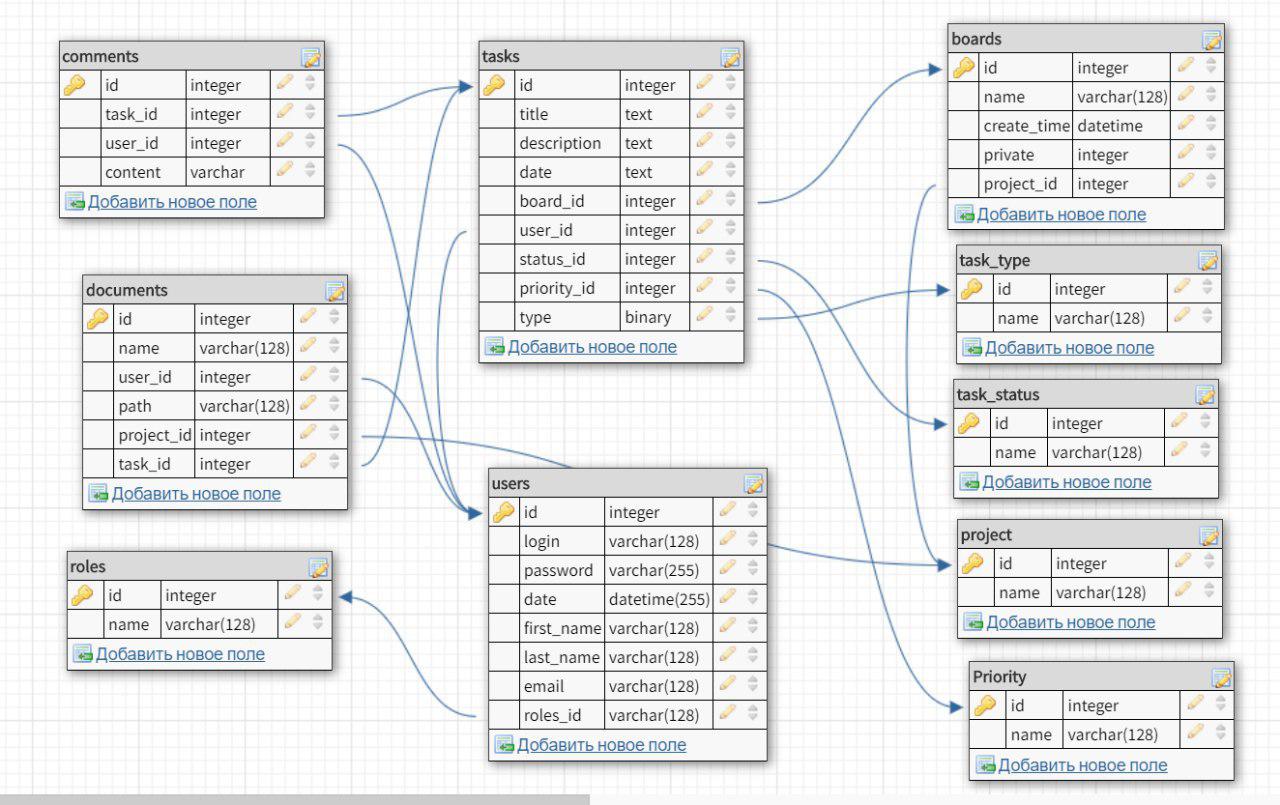 comments
id integer
task_id integer
user_id integer
content varchar
Добавить новое поле
tasks
id integer
title text
description text
date text
board_id integer
user_id integer
status_id integer
priority_id integer
type binary
Добавить новое поле
boards
id integer
name varchar(128)
create_time datetime
private integer
project_id integer
Добавить новое поле
task_type
id integer
name varchar(128)
Добавить новое поле
documents
id integer
name varchar(128)
user_id integer
path varchar(128)
project_id integer
task_id integer
Добавить новое поле
task_status
id integer
name varchar(128)
Добавить новое поле
users
id integer
login varchar(128)
password varchar(255)
date datetime(255)
first_name varchar(128)
last_name varchar(128)
email varchar(128)
roles_id varchar(128)
Добавить новое поле
project
id integer
name varchar(128)
Добавить новое поле
roles
id integer
name varchar(128)
Добавить новое поле
Priority
id integer
name varchar(128)
Добавить новое поле